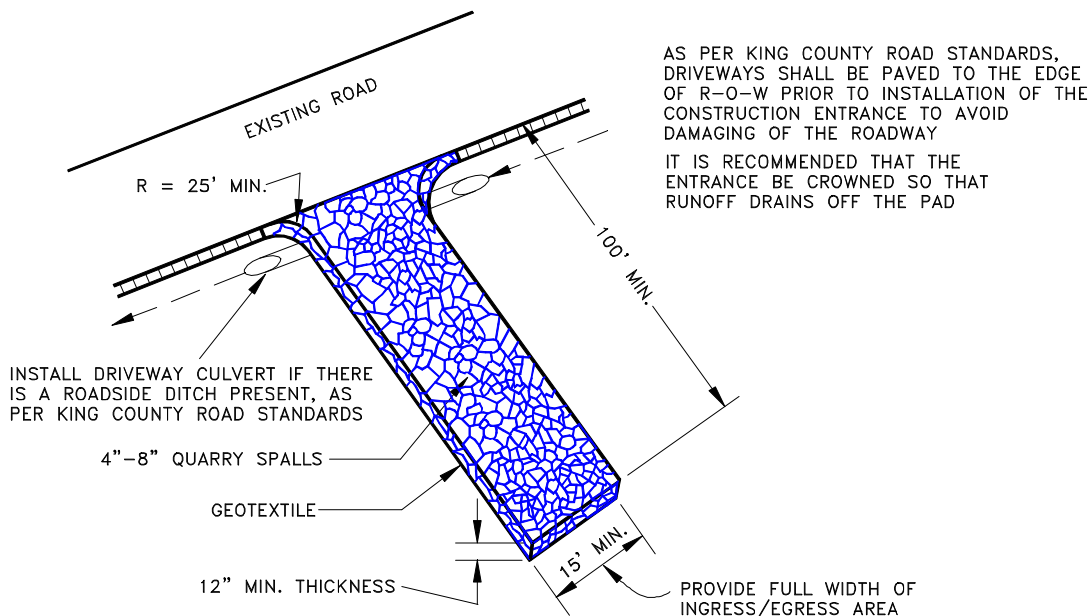 AS PER KING COUNTY ROAD STANDARDS,
DRIVEWAYS SHALL BE PAVED TO THE EDGE
OF R-O-W PRIOR TO INSTALLATION OF THE
CONSTRUCTION ENTRANCE TO AVOID
DAMAGING OF THE ROADWAY
IT IS RECOMMENDED THAT THE
ENTRANCE BE CROWNED SO THAT
RUNOFF DRAINS OFF THE PAD
EXISTING ROAD
R = 25' MIN.
100' MIN.
INSTALL DRIVEWAY CULVERT IF THERE
IS A ROADSIDE DITCH PRESENT, AS
PER KING COUNTY ROAD STANDARDS
4"-8" QUARRY SPALLS
GEOTEXTILE
12" MIN. THICKNESS
15' MIN.
PROVIDE FULL WIDTH OF
INGRESS/EGRESS AREA